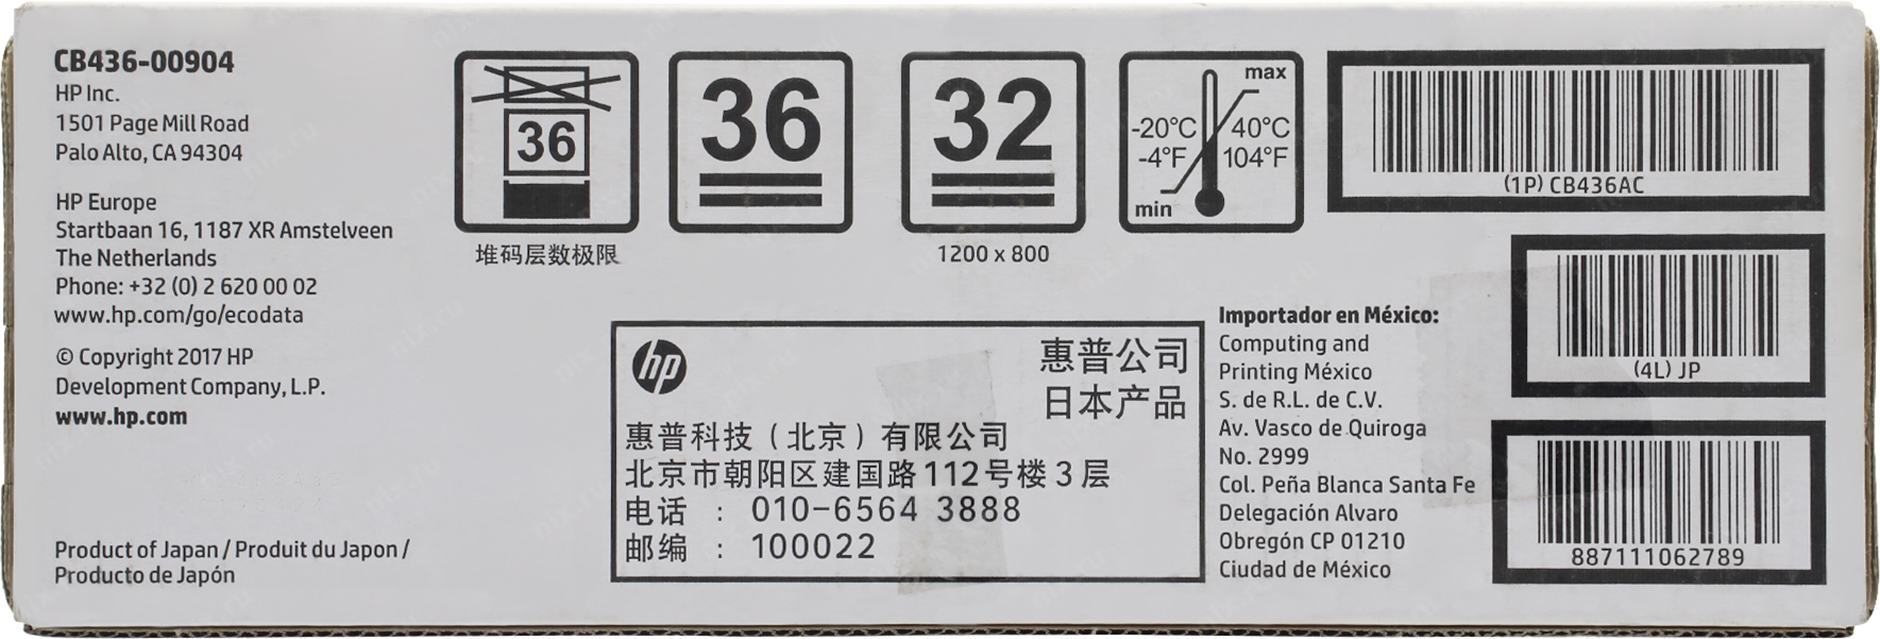 CB436-00904
HP Inc.
1501 Page Mill Road
Palo Alto, CA 94304
HP Europe
Startbaan 16, 1187 XR Amstelveen
The Netherlands
Phone: +32 (0) 2 620 00 02
www.hp.com/go/ecodata
© Copyright 2017 HP
Development Company, L.P.
www.hp.com
Product of Japan / Produit du Japon /
Producto de Japón
36
堆码层数极限
36
32
1200 x 800
max
-20°C 40°C
-4°F 104°F
min
hp
惠普公司
日本产品
惠普科技（北京）有限公司
北京市朝阳区建国路112号楼3层
电话 : 010-6564 3888
邮编 : 100022
Importador en México:
Computing and
Printing México
S. de R.L. de C.V.
Av. Vasco de Quiroga
No. 2999
Col. Peña Blanca Santa Fe
Delegación Alvaro
Obregón CP 01210
Ciudad de México
(1P) CB436AC
(4L) JP
887111062789